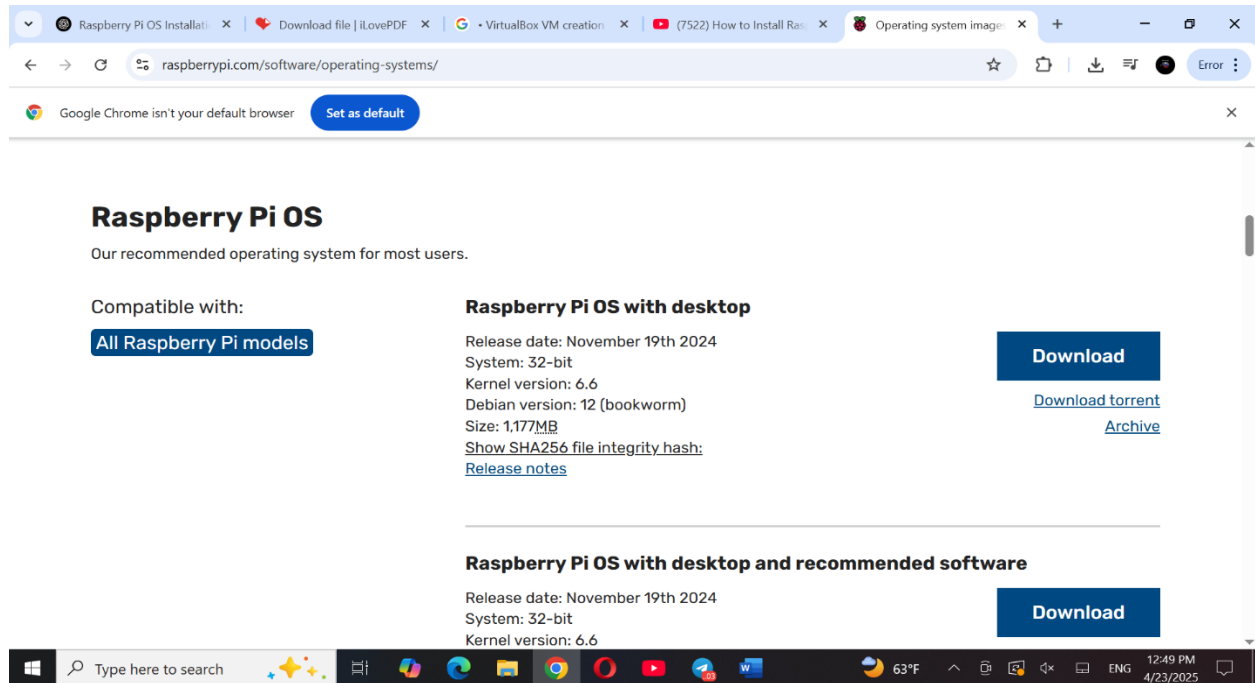 Raspberry Pi OS Installati
Download file | iLovePDF
• VirtualBox VM creation
(7522) How to Install Ras
Operating system images
raspberrypi.com/software/operating-systems/
Error
Google Chrome isn't your default browser
Set as default
Raspberry Pi OS
Our recommended operating system for most users.
Compatible with:
All Raspberry Pi models
Raspberry Pi OS with desktop
Release date: November 19th 2024
System: 32-bit
Kernel version: 6.6
Debian version: 12 (bookworm)
Size: 1,177MB
Show SHA256 file integrity hash:
Release notes
Download
Download torrent
Archive
Raspberry Pi OS with desktop and recommended software
Release date: November 19th 2024
System: 32-bit
Kernel version: 6.6
Download
Type here to search
63°F
ENG
12:49 PM
4/23/2025